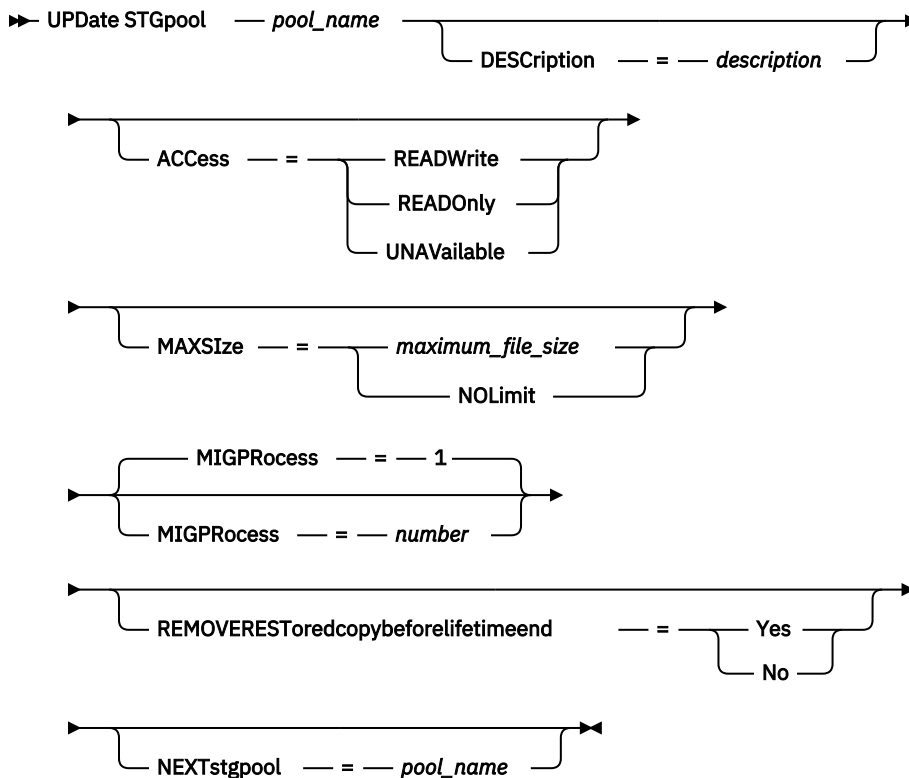 UPDate STGpool — pool_name
DESCription — = — description
ACCess — = — READWrite
READOnly
UNAVailable
MAXSIze — = — maximum_file_size
NOLimit
MIGPRocess — = — 1
MIGPRocess — = — number
REMOVERESToredcopybeforelifetimeend — = — Yes
No
NEXTstgpool — = — pool_name